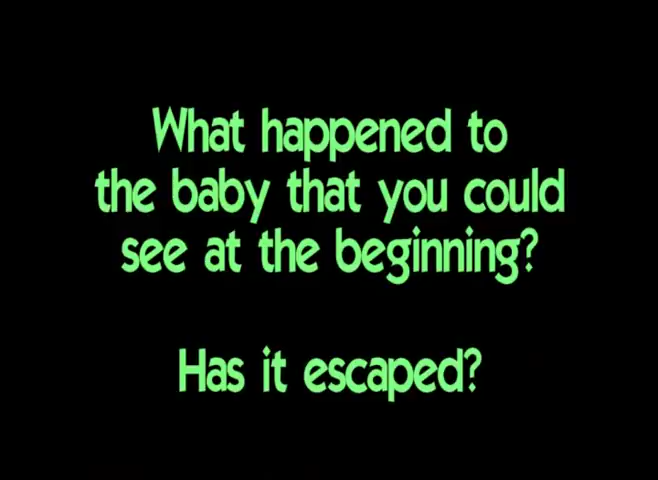 What happened to
the baby that you could
see at the beginning?
Has it escaped?